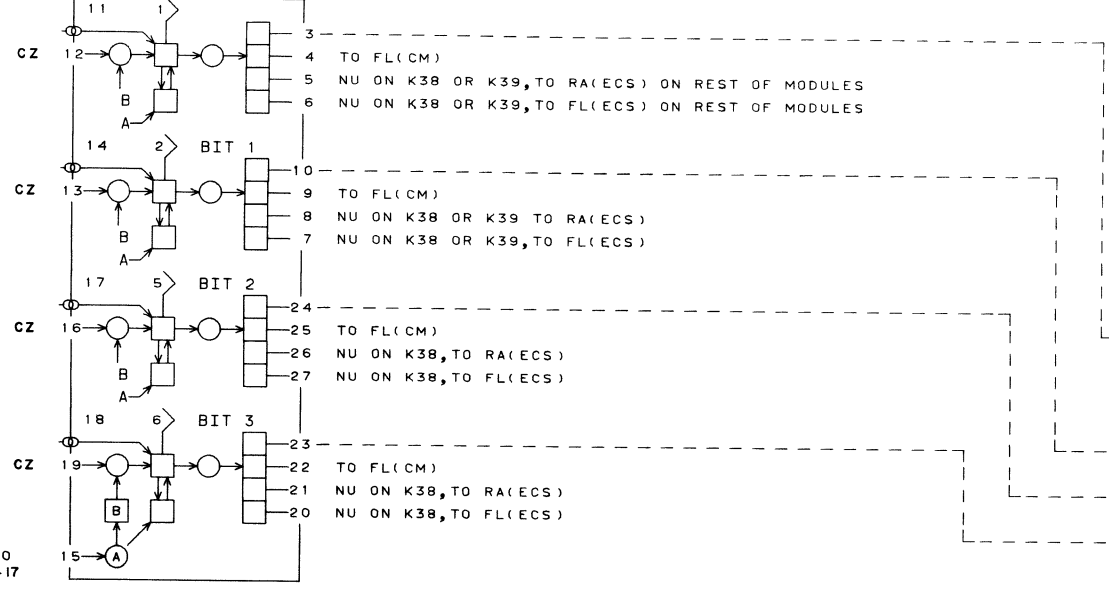 11 1
3
CZ 12 4 TO FL(CM)
5 NU ON K38 OR K39,TO RA(ECS) ON REST OF MODULES
B 6 NU ON K38 OR K39,TO FL(ECS) ON REST OF MODULES
A
14 2 BIT 1
10
CZ 13 9 TO FL(CM)
8 NU ON K38 OR K39 TO RA(ECS)
B 7 NU ON K38 OR K39,TO FL(ECS)
A
17 5 BIT 2
24
CZ 16 25 TO FL(CM)
26 NU ON K38,TO RA(ECS)
B 27 NU ON K38,TO FL(ECS)
A
18 6 BIT 3
23
CZ 19 22 TO FL(CM)
21 NU ON K38,TO RA(ECS)
B 20 NU ON K38,TO FL(ECS)
15 A
-17